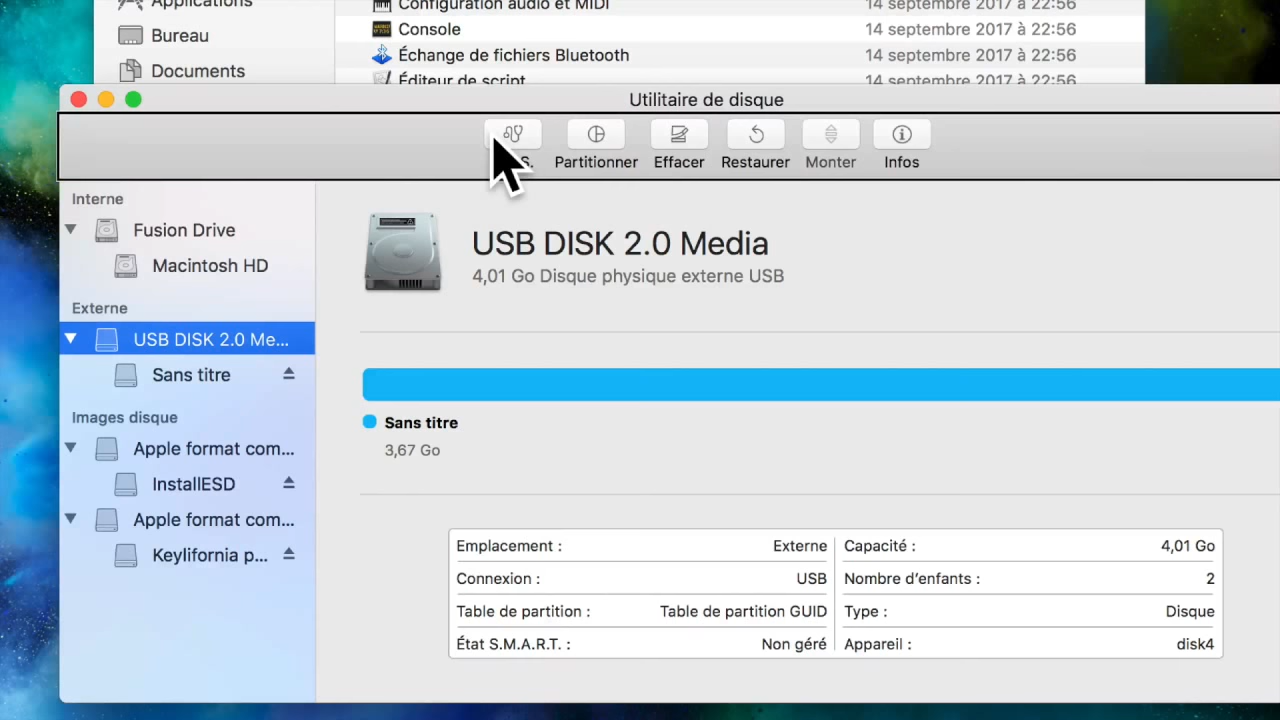 Applications
Configuration audio et MIDI 14 septembre 2017 à 22:56
Bureau
Console 14 septembre 2017 à 22:56
Échange de fichiers Bluetooth 14 septembre 2017 à 22:56
Documents
Éditeur de script 14 septembre 2017 à 22:56
Utilitaire de disque
Partitionner Effacer Restaurer Monter Infos
Interne
Fusion Drive
Macintosh HD
Externe
USB DISK 2.0 Me...
Sans titre
Images disque
Apple format com...
InstallESD
Apple format com...
Keylifornia p...
USB DISK 2.0 Media
4,01 Go Disque physique externe USB
Sans titre
3,67 Go
Emplacement : Externe Capacité : 4,01 Go
Connexion : USB Nombre d’enfants : 2
Table de partition : Table de partition GUID Type : Disque
État S.M.A.R.T. : Non géré Appareil : disk4